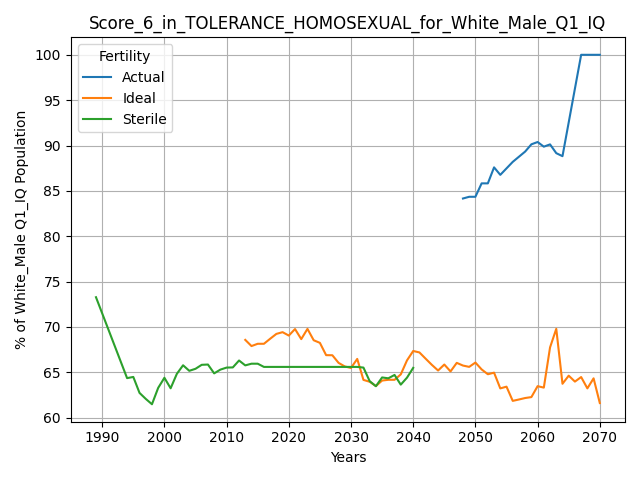 Score_6_in_TOLERANCE_HOMOSEXUAL_for_White_Male_Q1_IQ
Fertility
Actual
Ideal
Sterile
% of White_Male Q1_IQ Population
100
95
90
85
80
75
70
65
60
1990 2000 2010 2020 2030 2040 2050 2060 2070
Years